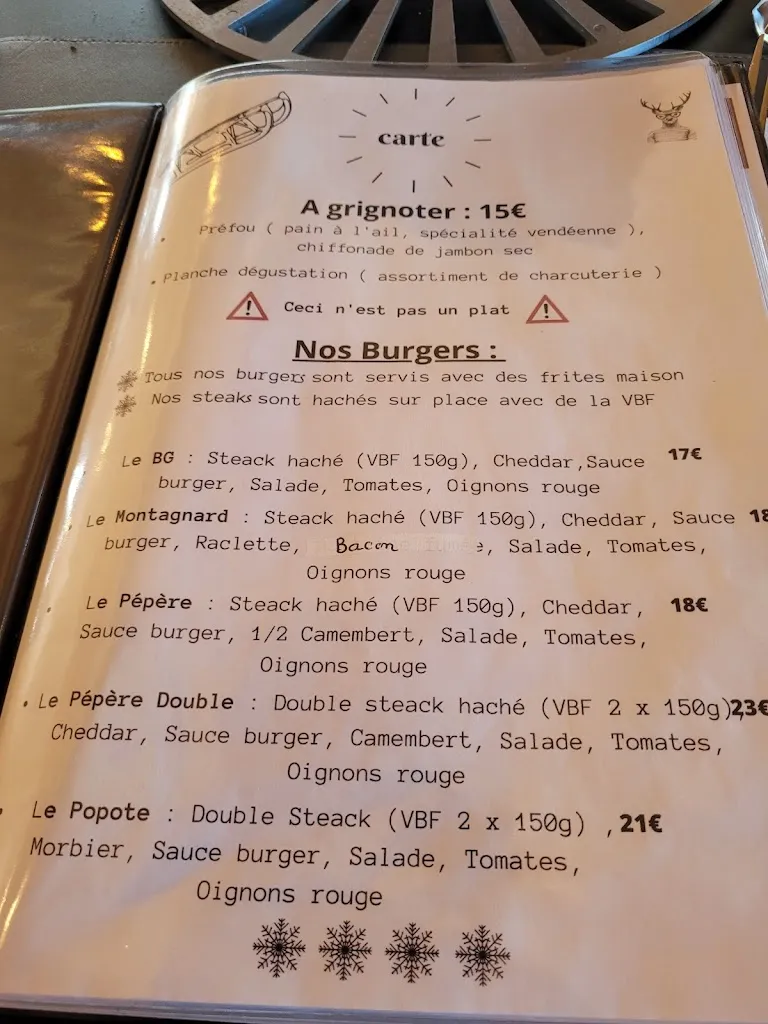 carte
A grignoter : 15€
Préfou ( pain à l'ail, spécialité vendéenne ),
chiffonade de jambon sec
Planche dégustation ( assortiment de charcuterie )
Ceci n'est pas un plat
Nos Burgers :
Tous nos burgers sont servis avec des frites maison
Nos steaks sont hachés sur place avec de la VBF
Le BG : Steack haché (VBF 150g), Cheddar,Sauce 17€
burger, Salade, Tomates, Oignons rouge
Le Montagnard : Steack haché (VBF 150g), Cheddar, Sauce
burger, Raclette, Bacon e, Salade, Tomates,
Oignons rouge
Le Pépère : Steack haché (VBF 150g), Cheddar, 18€
Sauce burger, 1/2 Camembert, Salade, Tomates,
Oignons rouge
Le Pépère Double : Double steack haché (VBF 2 x 150g), 23€
Cheddar, Sauce burger, Camembert, Salade, Tomates,
Oignons rouge
Le Popote : Double Steack (VBF 2 x 150g) , 21€
Morbier, Sauce burger, Salade, Tomates,
Oignons rouge